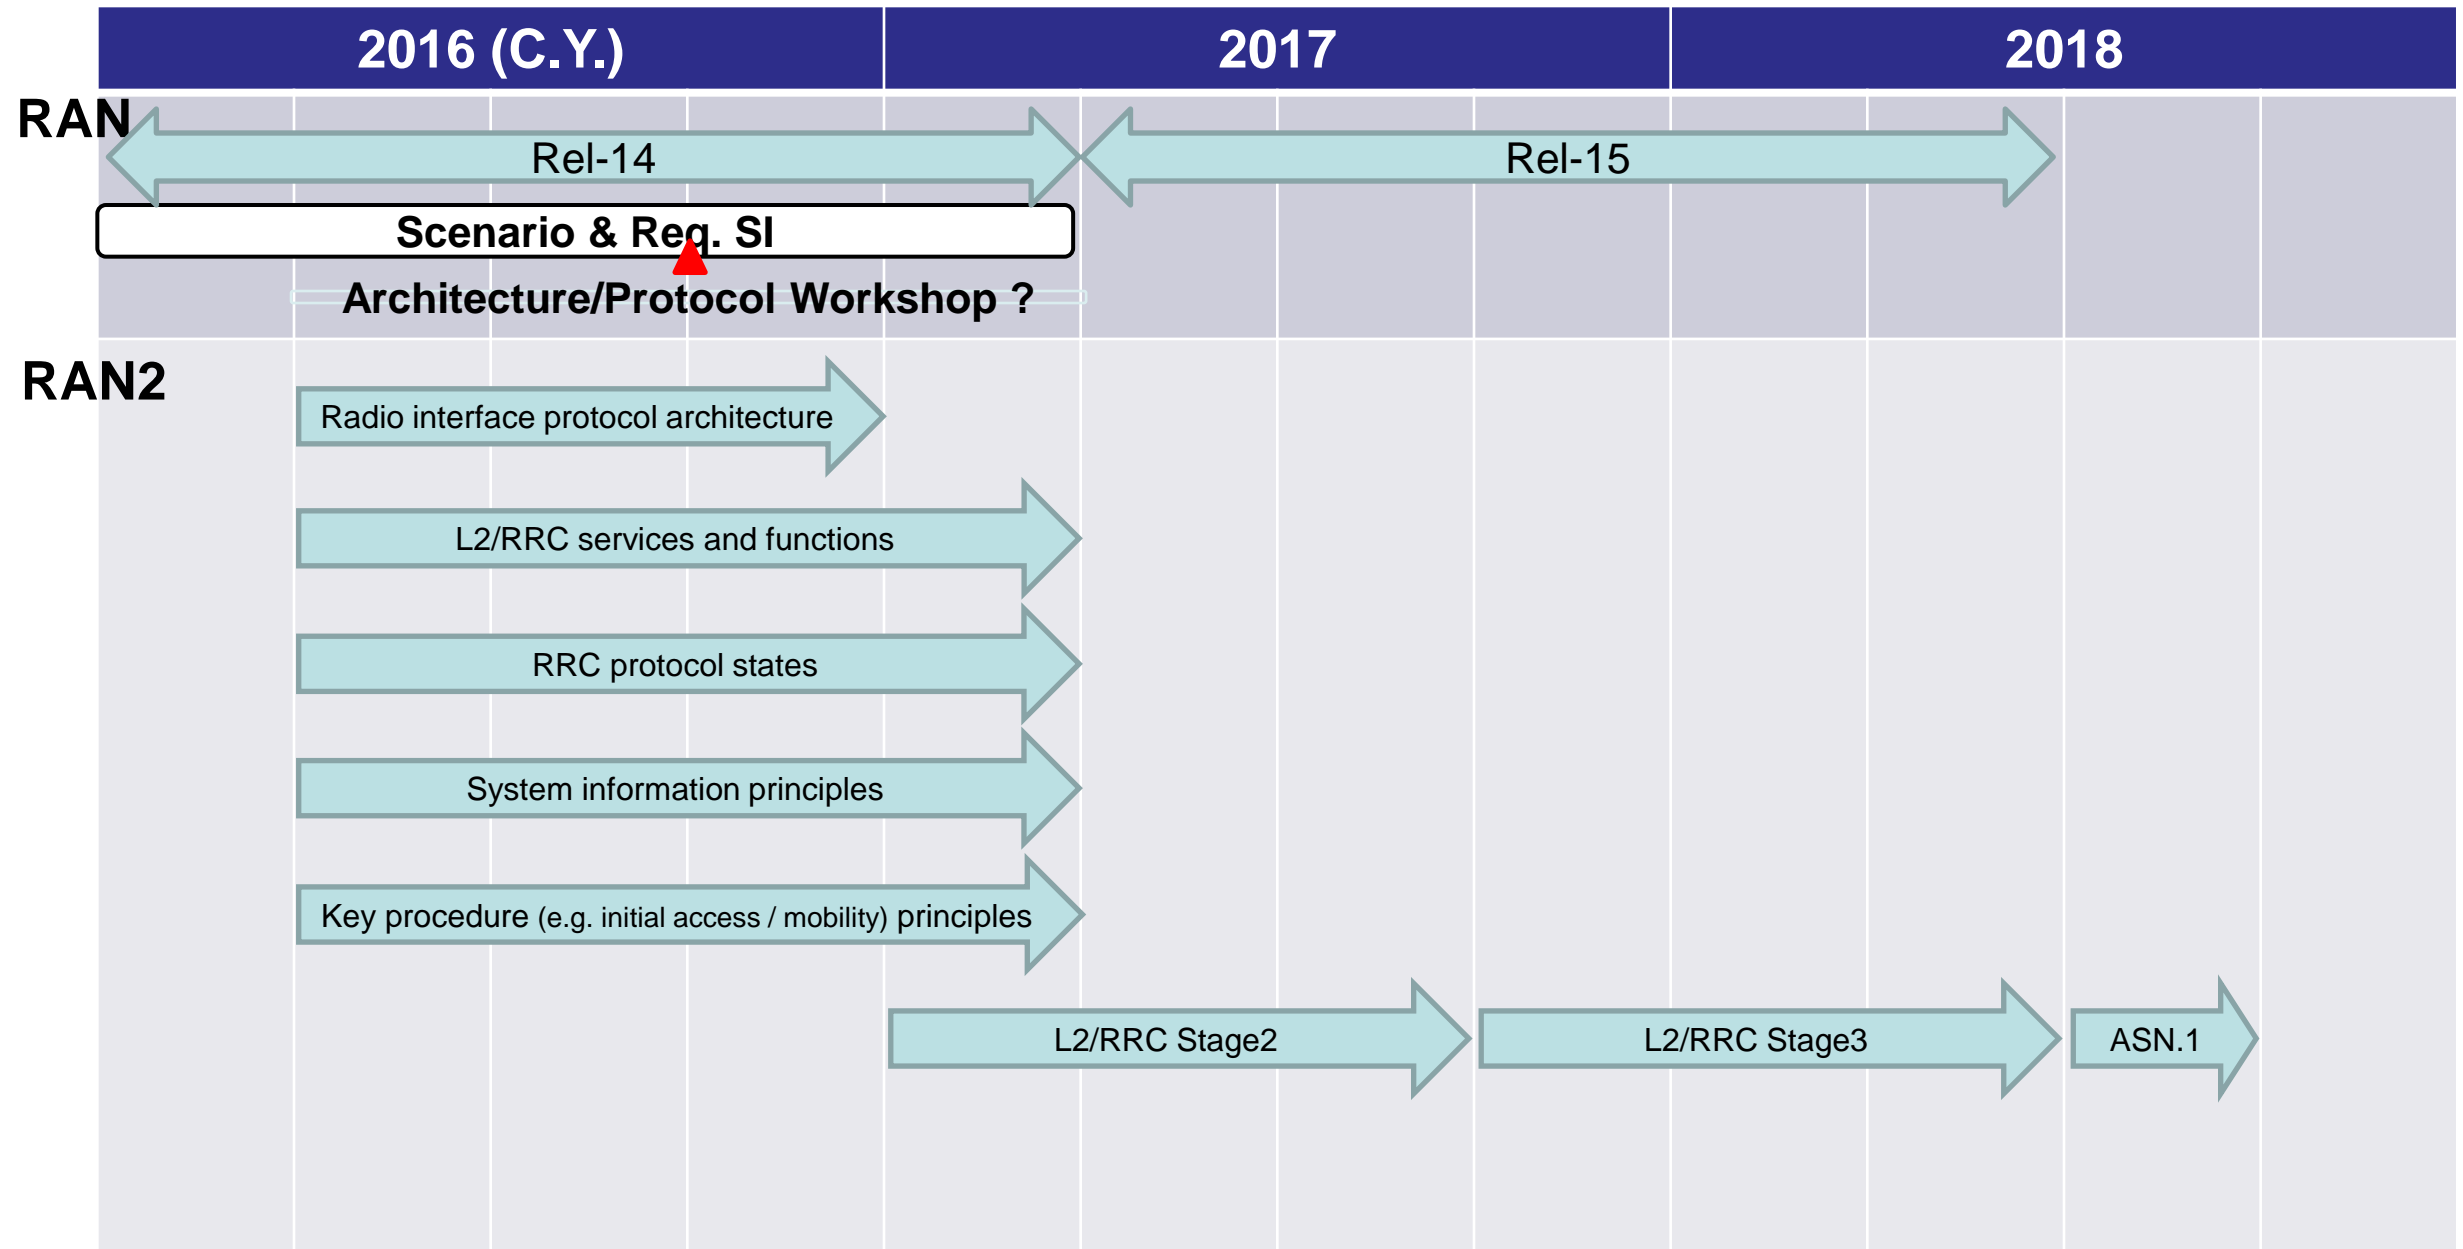 2016 (C.Y.)
2017
2018
RAN
Rel-14
Rel-15
Scenario & Req. SI
Architecture/Protocol Workshop ?
RAN2
Radio interface protocol architecture
L2/RRC services and functions
RRC protocol states
System information principles
Key procedure (e.g. initial access / mobility) principles
L2/RRC Stage2
L2/RRC Stage3
ASN.1